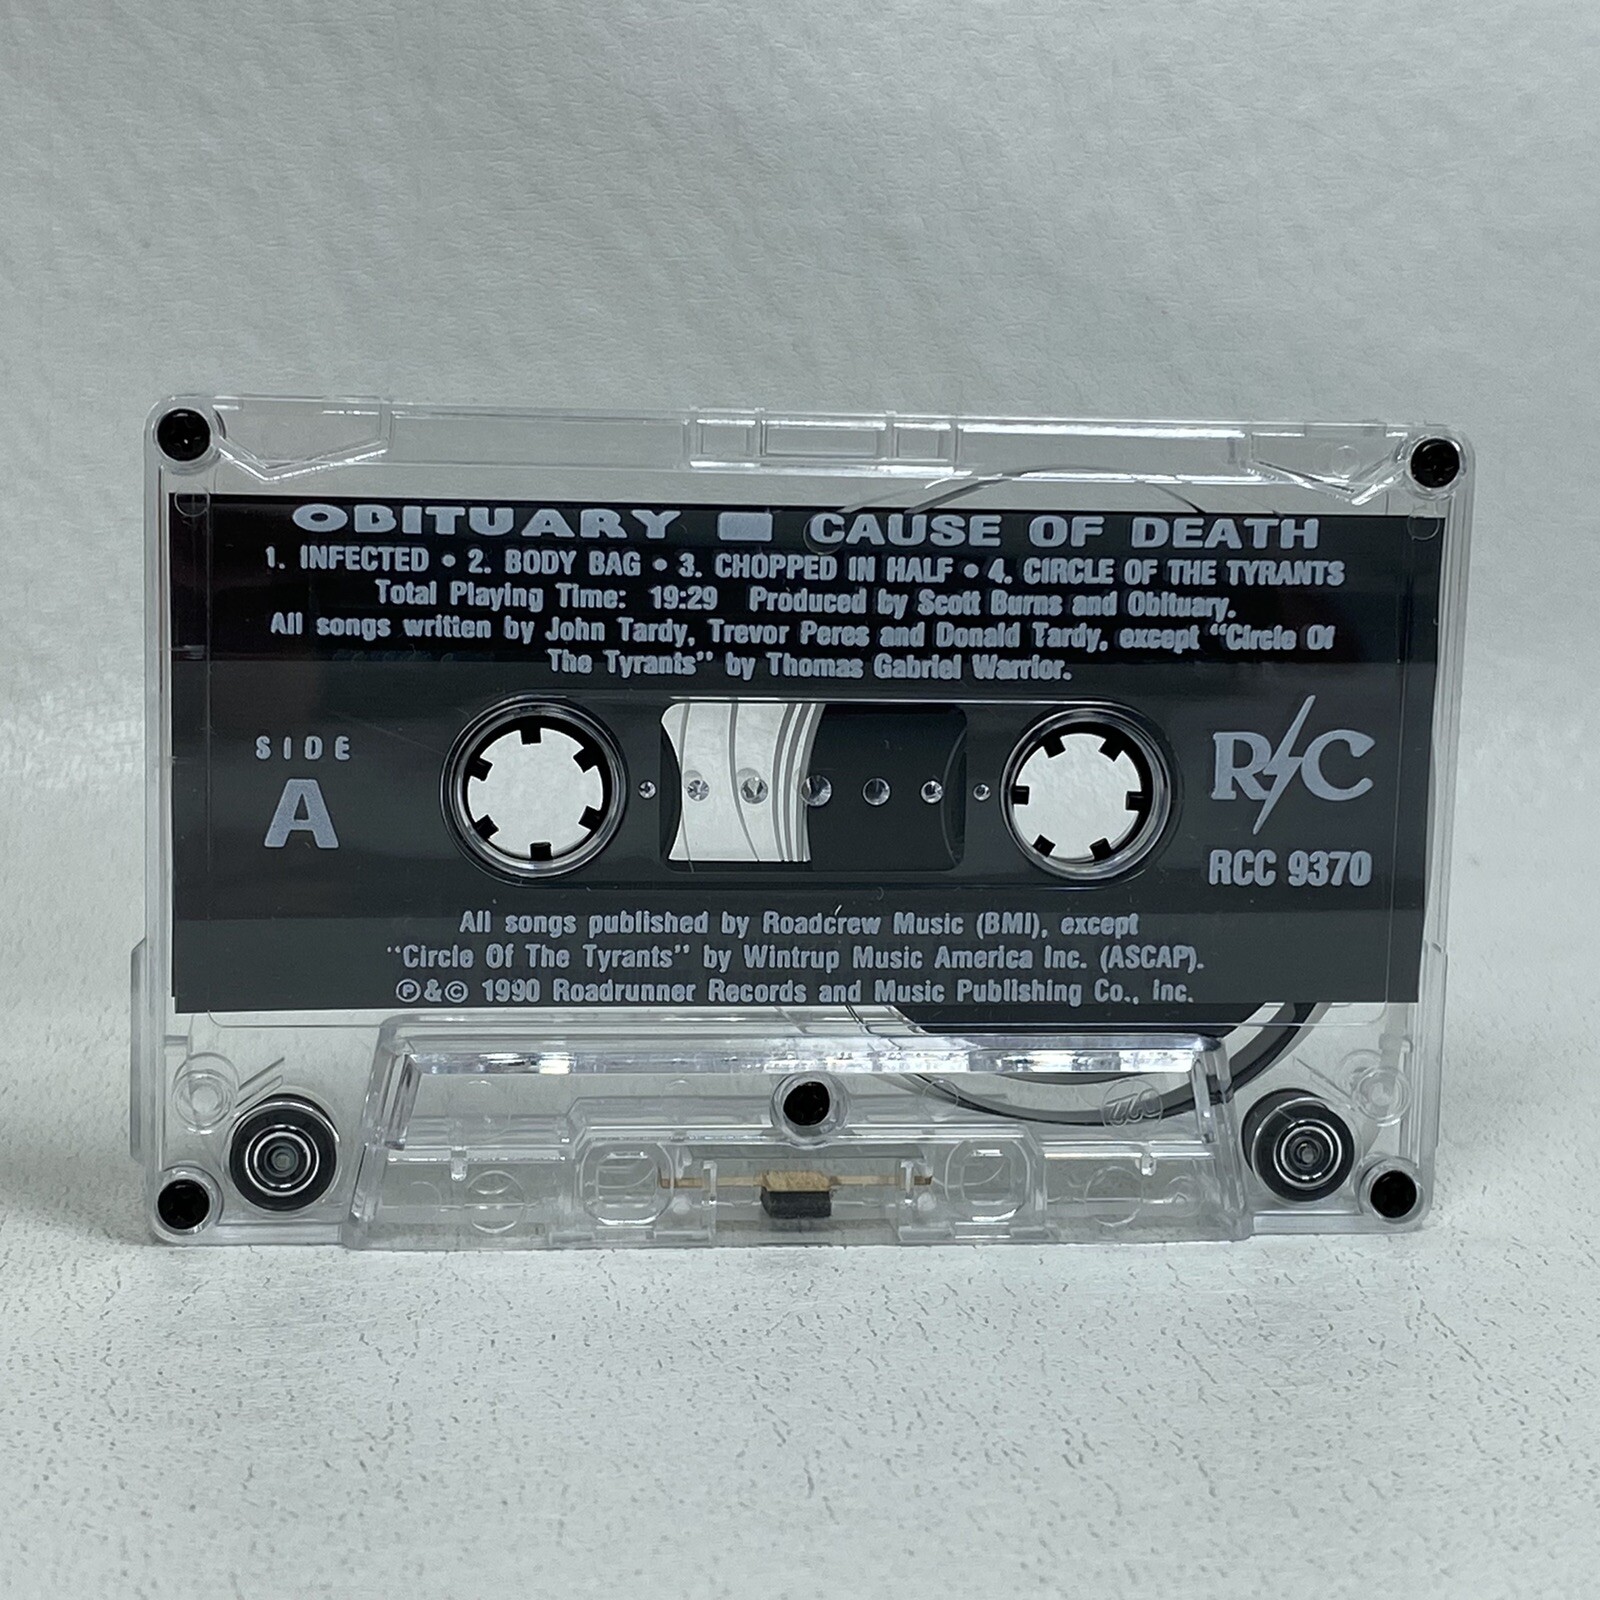 OBITUARY ■ CAUSE OF DEATH
1. INFECTED • 2. BODY BAG • 3. CHOPPED IN HALF • 4. CIRCLE OF THE TYRANTS
Total Playing Time: 19:29 Produced by Scott Burns and Obituary.
All songs written by John Tardy, Trevor Peres and Donald Tardy, except “Circle Of
The Tyrants” by Thomas Gabriel Warrior.
SIDE
A
R/C
RCC 9370
All songs published by Roadcrew Music (BMI), except
“Circle Of The Tyrants” by Wintrup Music America Inc. (ASCAP).
℗&© 1990 Roadrunner Records and Music Publishing Co., Inc.